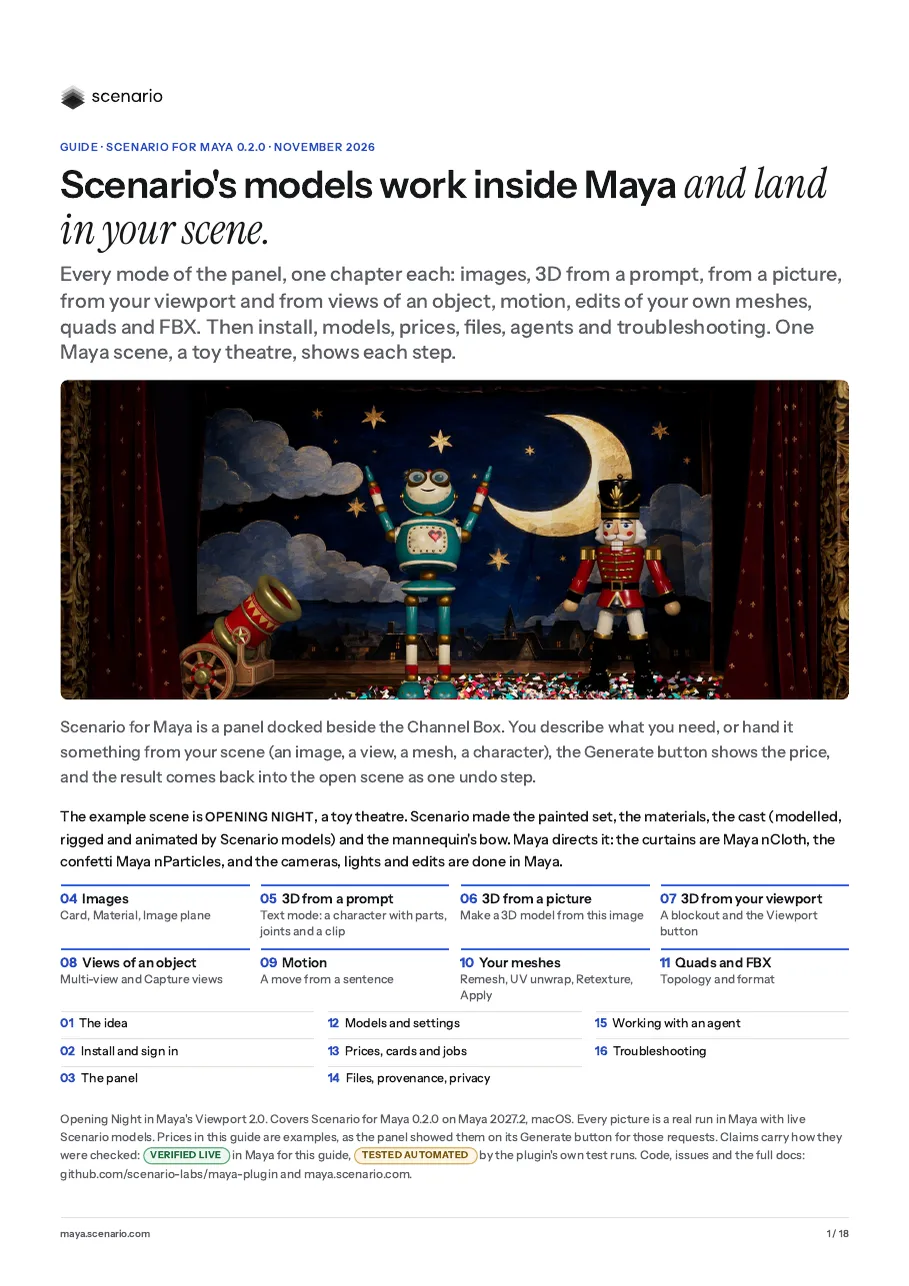 scenario
GUIDE · SCENARIO FOR MAYA 0.2.0 · NOVEMBER 2026
Scenario's models work inside Maya and land
in your scene.
Every mode of the panel, one chapter each: images, 3D from a prompt, from a picture,
from your viewport and from views of an object, motion, edits of your own meshes,
quads and FBX. Then install, models, prices, files, agents and troubleshooting. One
Maya scene, a toy theatre, shows each step.
Scenario for Maya is a panel docked beside the Channel Box. You describe what you need, or hand it
something from your scene (an image, a view, a mesh, a character), the Generate button shows the price,
and the result comes back into the open scene as one undo step.
The example scene is OPENING NIGHT, a toy theatre. Scenario made the painted set, the materials, the cast (modelled,
rigged and animated by Scenario models) and the mannequin's bow. Maya directs it: the curtains are Maya nCloth, the
confetti Maya nParticles, and the cameras, lights and edits are done in Maya.
04 Images
Card, Material, Image plane
05 3D from a prompt
Text mode: a character with parts,
joints and a clip
06 3D from a picture
Make a 3D model from this image
07 3D from your viewport
A blockout and the Viewport
button
08 Views of an object
Multi-view and Capture views
09 Motion
A move from a sentence
10 Your meshes
Remesh, UV unwrap, Retexture,
Apply
11 Quads and FBX
Topology and format
01 The idea
02 Install and sign in
03 The panel
12 Models and settings
13 Prices, cards and jobs
14 Files, provenance, privacy
15 Working with an agent
16 Troubleshooting
Opening Night in Maya's Viewport 2.0. Covers Scenario for Maya 0.2.0 on Maya 2027.2, macOS. Every picture is a real run in Maya with live
Scenario models. Prices in this guide are examples, as the panel showed them on its Generate button for those requests. Claims carry how they
were checked: VERIFIED LIVE in Maya for this guide, TESTED AUTOMATED by the plugin's own test runs. Code, issues and the full docs:
github.com/scenario-labs/maya-plugin and maya.scenario.com.
maya.scenario.com
1 / 18